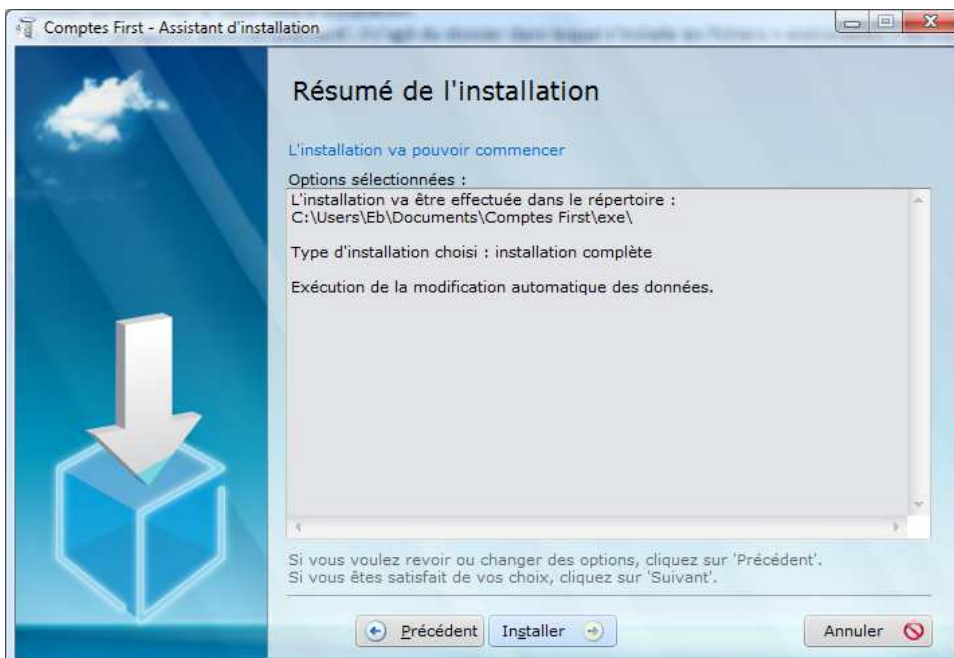 Comptes First - Assistant d'installation
Résumé de l'installation
L'installation va pouvoir commencer
Options sélectionnées :
L'installation va être effectuée dans le répertoire :
C:\Users\Eb\Documents\Comptes First\exe\
Type d'installation choisi : installation complète
Exécution de la modification automatique des données.
Si vous voulez revoir ou changer des options, cliquez sur 'Précédent'.
Si vous êtes satisfait de vos choix, cliquez sur 'Suivant'.
Précédent
Installer
Annuler